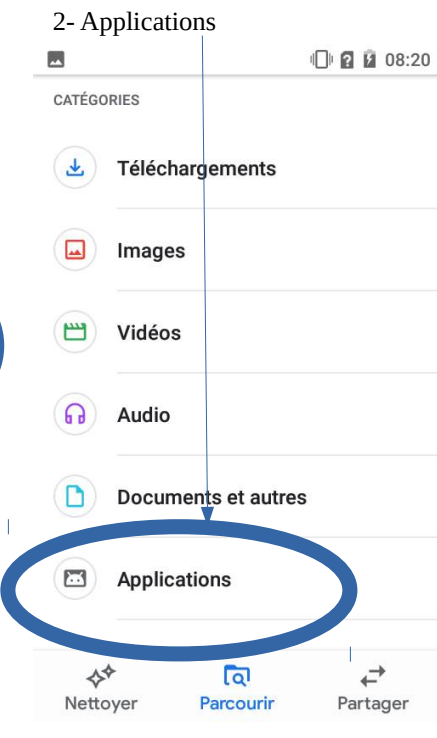 2- Applications
08:20
CATÉGORIES
Téléchargements
Images
Vidéos
Audio
Documents et autres
Applications
Nettoyer
Parcourir
Partager